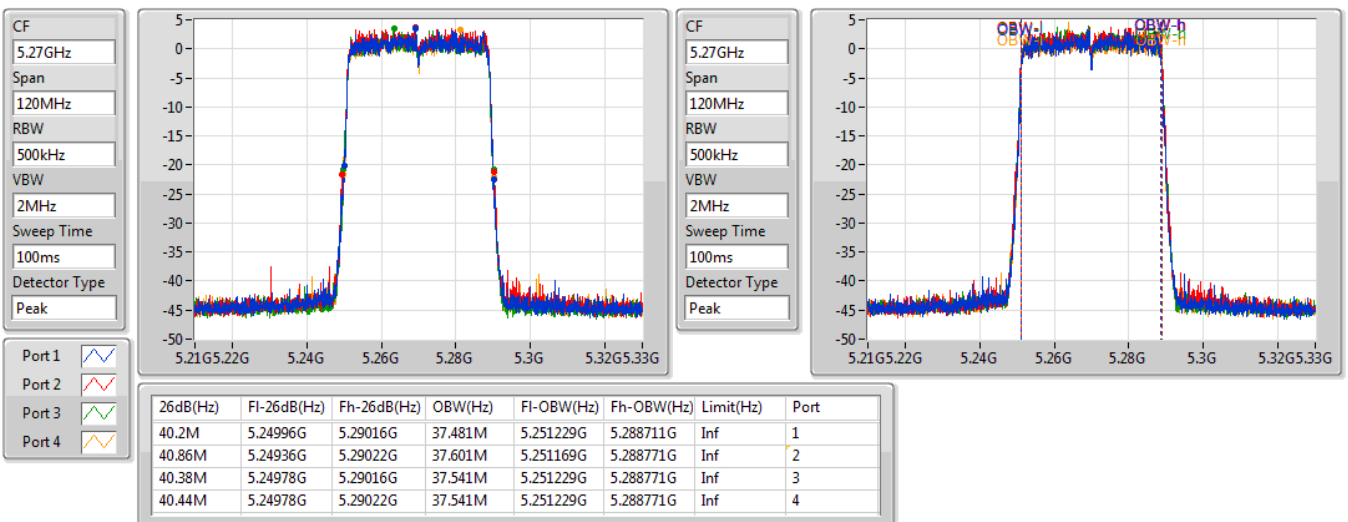 CF
5.27GHz
Span
120MHz
RBW
500kHz
VBW
2MHz
Sweep Time
100ms
Detector Type
Peak
5
0
-5
-10
-15
-20
-25
-30
-35
-40
-45
-50
5.21G5.22G 5.24G 5.26G 5.28G 5.3G 5.32G5.33G
CF
5.27GHz
Span
120MHz
RBW
500kHz
VBW
2MHz
Sweep Time
100ms
Detector Type
Peak
OBW-l OBW-h
OBW-h
5
0
-5
-10
-15
-20
-25
-30
-35
-40
-45
-50
5.21G5.22G 5.24G 5.26G 5.28G 5.3G 5.32G5.33G
Port 1
Port 2
Port 3
Port 4
26dB(Hz) Fl-26dB(Hz) Fh-26dB(Hz) OBW(Hz) Fl-OBW(Hz) Fh-OBW(Hz) Limit(Hz) Port
40.2M 5.24996G 5.29016G 37.481M 5.251229G 5.288711G Inf 1
40.86M 5.24936G 5.29022G 37.601M 5.251169G 5.288771G Inf 2
40.38M 5.24978G 5.29016G 37.541M 5.251229G 5.288771G Inf 3
40.44M 5.24978G 5.29022G 37.541M 5.251229G 5.288771G Inf 4